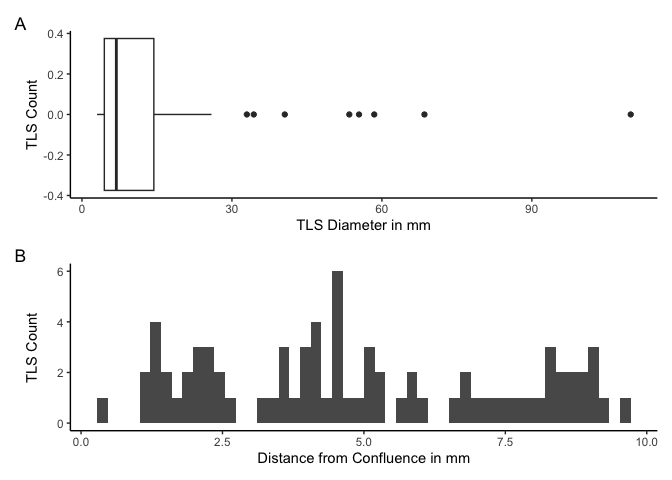 A
TLS Count
0.4
0.2
0.0
-0.2
-0.4
0 30 60 90
TLS Diameter in mm
B
TLS Count
6
4
2
0
0.0 2.5 5.0 7.5 10.0
Distance from Confluence in mm